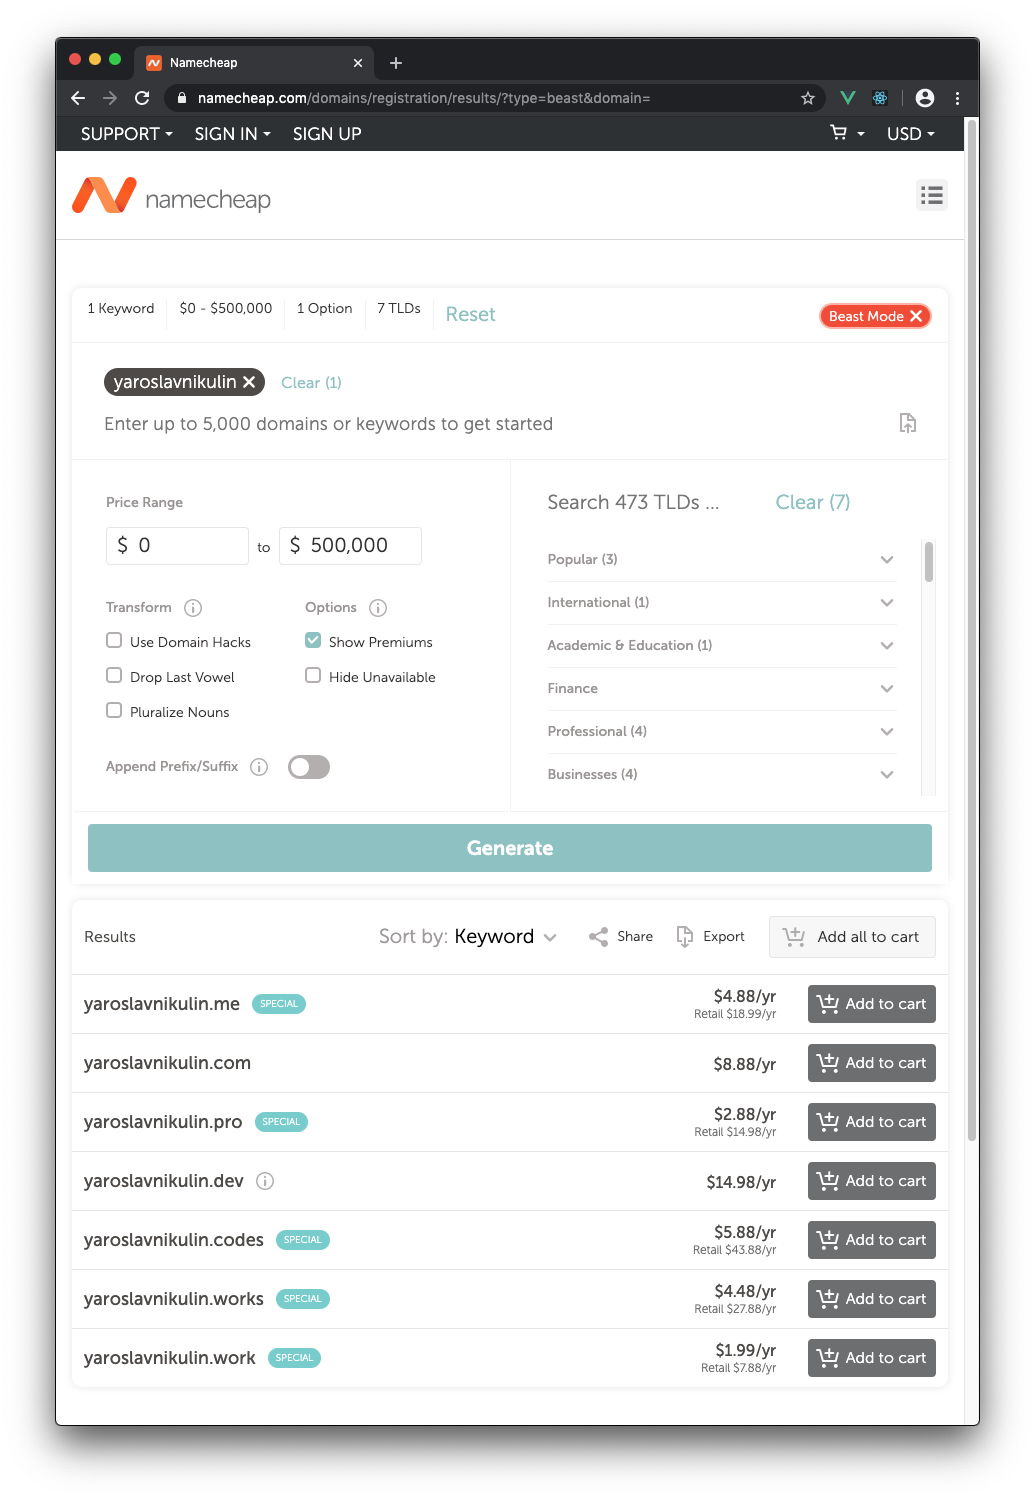 Namecheap
namecheap.com/domains/registration/results/?type=beast&domain=
SUPPORT SIGN IN SIGN UP USD
namecheap
1 Keyword $0 - $500,000 1 Option 7 TLDs Reset Beast Mode
yaroslavnikulin Clear (1)
Enter up to 5,000 domains or keywords to get started
Price Range
$ 0 to $ 500,000
Transform Options
Use Domain Hacks Show Premiums
Drop Last Vowel Hide Unavailable
Pluralize Nouns
Append Prefix/Suffix
Search 473 TLDs ... Clear (7)
Popular (3)
International (1)
Academic & Education (1)
Finance
Professional (4)
Businesses (4)
Generate
Results Sort by: Keyword Share Export Add all to cart
yaroslavnikulin.me SPECIAL $4.88/yr Add to cart
Retail $18.99/yr
yaroslavnikulin.com $8.88/yr Add to cart
yaroslavnikulin.pro SPECIAL $2.88/yr Add to cart
Retail $14.98/yr
yaroslavnikulin.dev $14.98/yr Add to cart
yaroslavnikulin.codes SPECIAL $5.88/yr Add to cart
Retail $43.88/yr
yaroslavnikulin.works SPECIAL $4.48/yr Add to cart
Retail $27.88/yr
yaroslavnikulin.work SPECIAL $1.99/yr Add to cart
Retail $7.88/yr